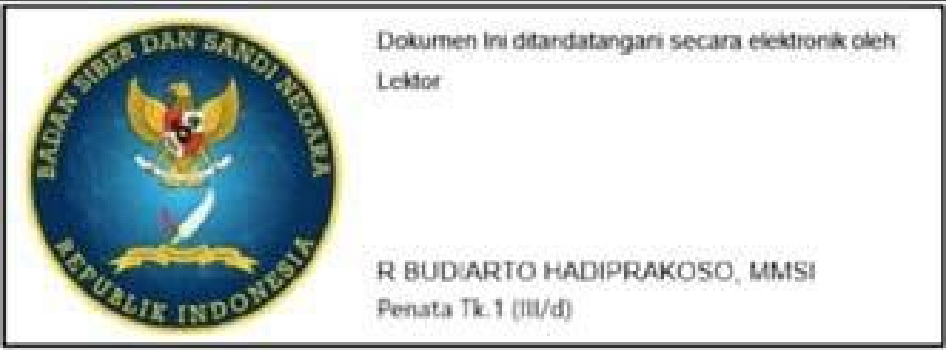 BADAN SIBER DAN SANDI NEGARA
REPUBLIK INDONESIA
Dokumen Ini ditandatangani secara elektronik oleh:
Lektor
R BUDIARTO HADIPRAKOSO, MMSI
Penata Tk.1 (III/d)